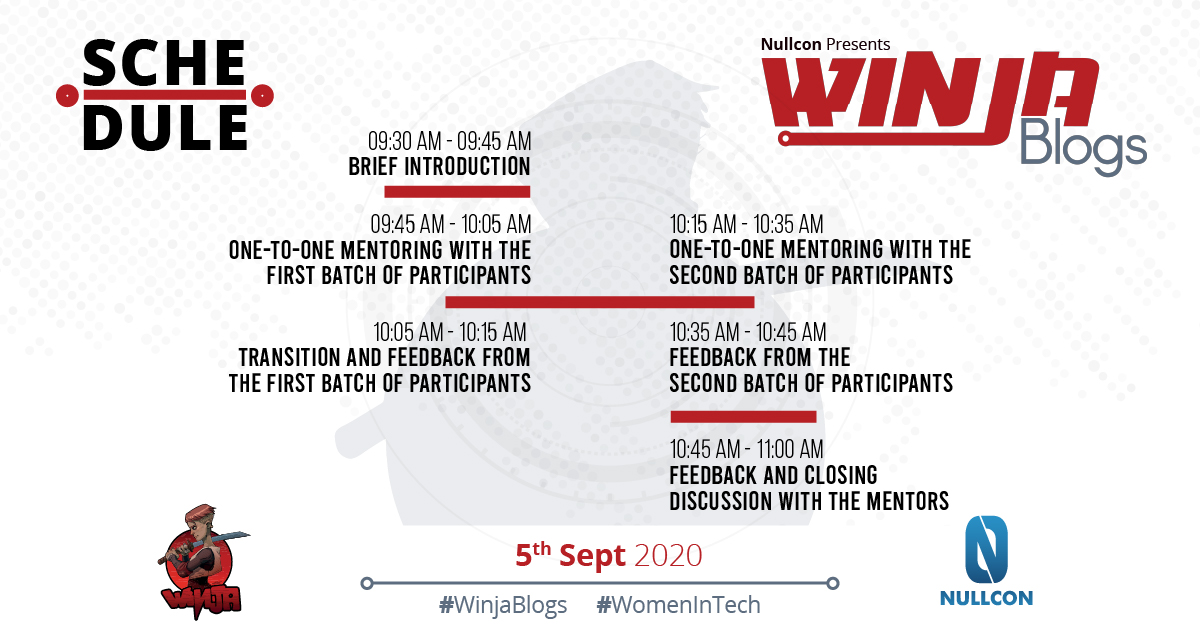 SCHE
DULE
Nullcon Presents
WINJA
Blogs
09:30 AM - 09:45 AM
BRIEF INTRODUCTION
09:45 AM - 10:05 AM
ONE-TO-ONE MENTORING WITH THE
FIRST BATCH OF PARTICIPANTS
10:05 AM - 10:15 AM
TRANSITION AND FEEDBACK FROM
THE FIRST BATCH OF PARTICIPANTS
10:15 AM - 10:35 AM
ONE-TO-ONE MENTORING WITH THE
SECOND BATCH OF PARTICIPANTS
10:35 AM - 10:45 AM
FEEDBACK FROM THE
SECOND BATCH OF PARTICIPANTS
10:45 AM - 11:00 AM
FEEDBACK AND CLOSING
DISCUSSION WITH THE MENTORS
WINJA
5th Sept 2020
#WinjaBlogs #WomenInTech
NULLCON